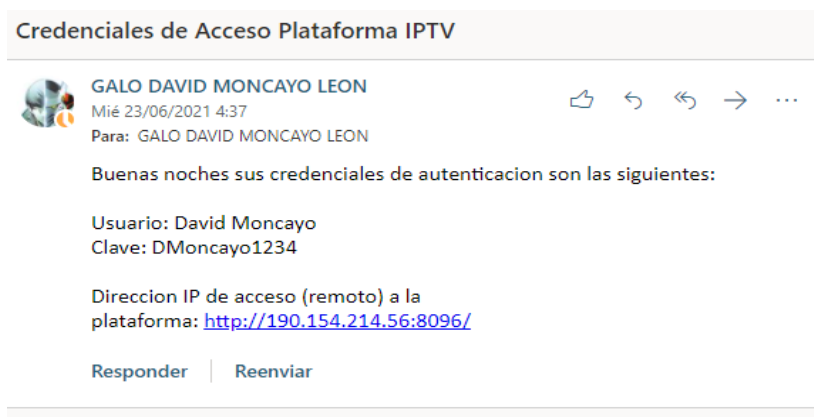 Credenciales de Acceso Plataforma IPTV
GALO DAVID MONCAYO LEON
Mié 23/06/2021 4:37
Para: GALO DAVID MONCAYO LEON
Buenas noches sus credenciales de autenticacion son las siguientes:
Usuario: David Moncayo
Clave: DMoncayo1234
Direccion IP de acceso (remoto) a la
plataforma: http://190.154.214.56:8096/
Responder
Reenviar